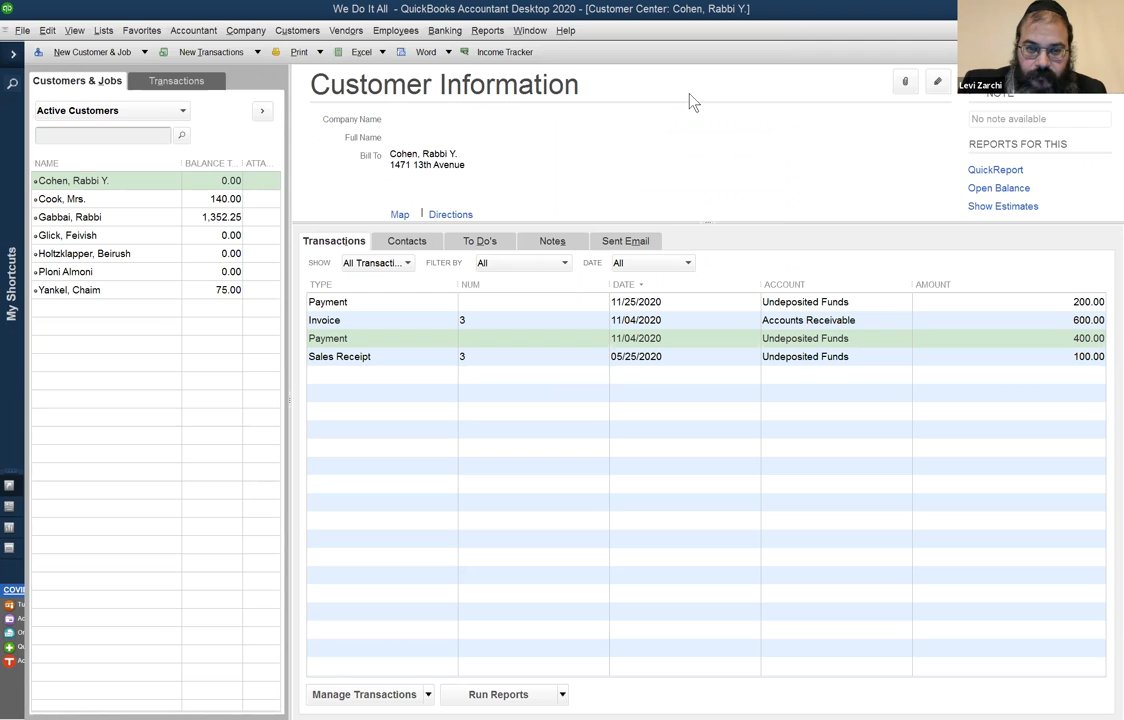 We Do It All - QuickBooks Accountant Desktop 2020 - [Customer Center: Cohen, Rabbi Y.]
File Edit View Lists Favorites Accountant Company Customers Vendors Employees Banking Reports Window Help
New Customer & Job New Transactions Print Excel Word Income Tracker
Levi Zarchi
Customers & Jobs Transactions
Active Customers
NAME BALANCE T... ATTA...
Cohen, Rabbi Y. 0.00
Cook, Mrs. 140.00
Gabbai, Rabbi 1,352.25
Glick, Feivish 0.00
Holtzklapper, Beirush 0.00
Ploni Almoni 0.00
Yankel, Chaim 75.00
My Shortcuts
COVI
Tu
Ac
Or
Qu
Ac
Customer Information
Company Name
Full Name
Bill To Cohen, Rabbi Y.
1471 13th Avenue
Map | Directions
NOTE
No note available
REPORTS FOR THIS
QuickReport
Open Balance
Show Estimates
Transactions Contacts To Do's Notes Sent Email
SHOW All Transacti... FILTER BY All DATE All
TYPE NUM DATE ACCOUNT AMOUNT
Payment 11/25/2020 Undeposited Funds 200.00
Invoice 3 11/04/2020 Accounts Receivable 600.00
Payment 11/04/2020 Undeposited Funds 400.00
Sales Receipt 3 05/25/2020 Undeposited Funds 100.00
Manage Transactions Run Reports